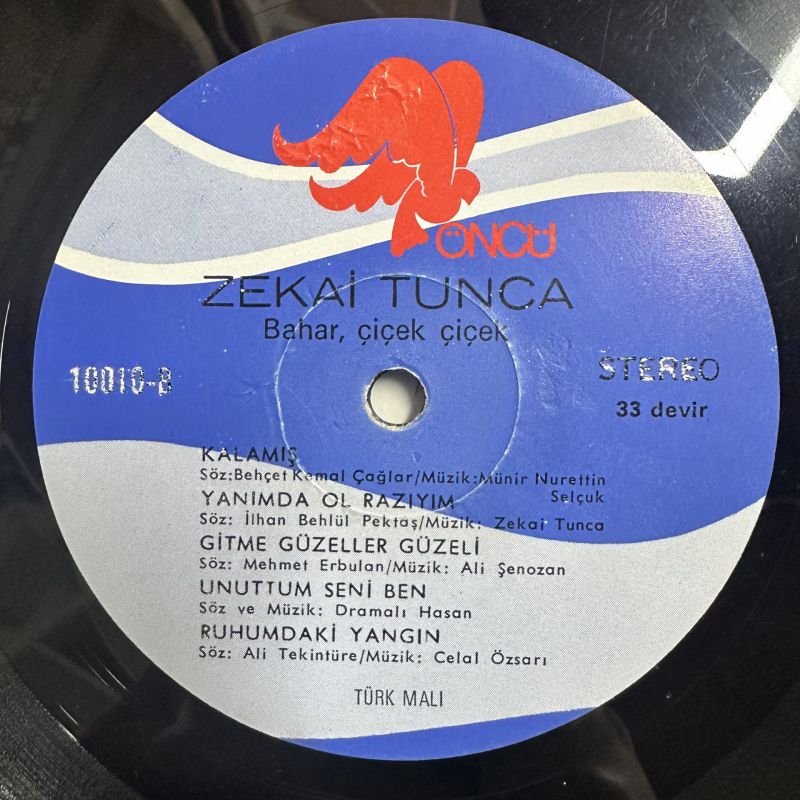 ÖNCÜ
ZEKAİ TUNCA
Bahar, çiçek çiçek
10010-B
STEREO
33 devir
KALAMIŞ
Söz:Behçet Kemal Çağlar/Müzik:Münir Nurettin
Selçuk
YANIMDA OL RAZIYIM
Söz: İlhan Behlül Pektaş/Müzik: Zekai Tunca
GİTME GÜZELLER GÜZELİ
Söz: Mehmet Erbulan/Müzik: Ali Şenozan
UNUTTUM SENİ BEN
Söz ve Müzik: Dramalı Hasan
RUHUMDAKİ YANGIN
Söz: Ali Tekintüre/Müzik: Celal Özsarı
TÜRK MALI